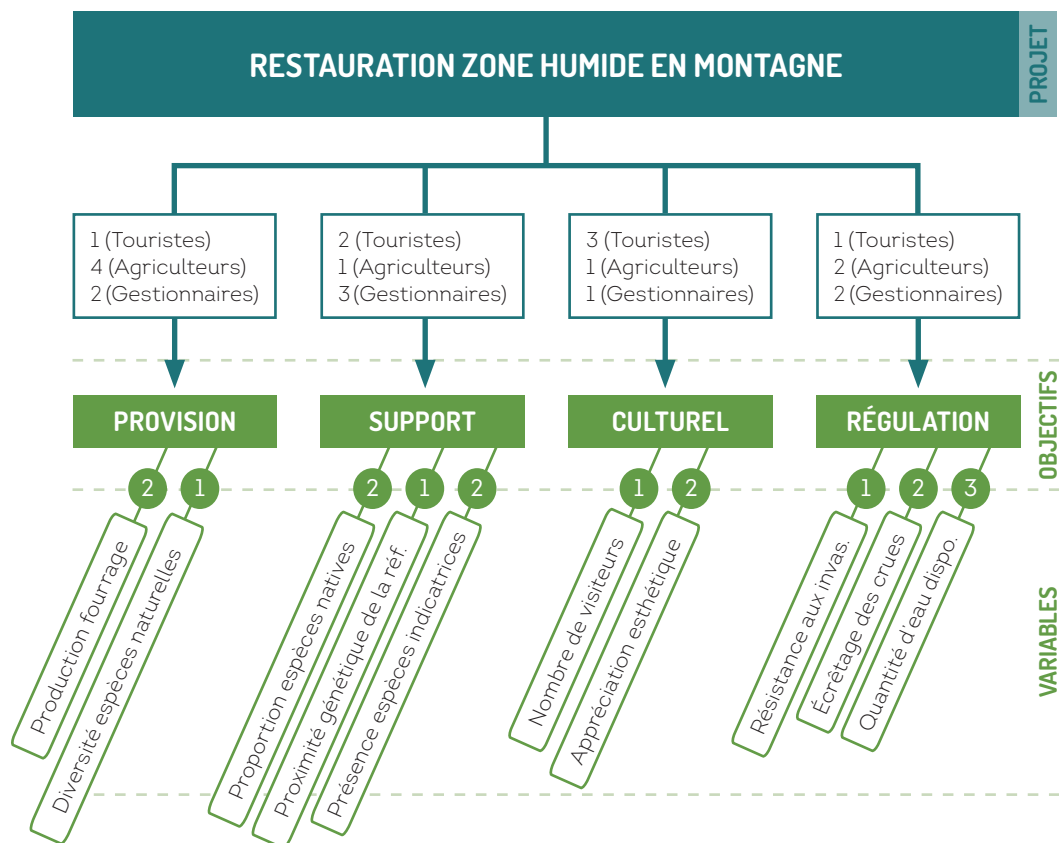 RESTAURATION ZONE HUMIDE EN MONTAGNE
PROJET
1 (Touristes)
4 (Agriculteurs)
2 (Gestionnaires)
2 (Touristes)
1 (Agriculteurs)
3 (Gestionnaires)
3 (Touristes)
1 (Agriculteurs)
1 (Gestionnaires)
1 (Touristes)
2 (Agriculteurs)
2 (Gestionnaires)
OBJECTIFS
PROVISION
SUPPORT
CULTUREL
RÉGULATION
2
1
2
1
2
1
2
1
2
3
VARIABLES
Production fourrage
Diversité espèces naturelles
Proportion espèces natives
Proximité génétique de la réf.
Présence espèces indicatrices
Nombre de visiteurs
Appréciation esthétique
Résistance aux invas.
Écrêtage des crues
Quantité d'eau dispo.